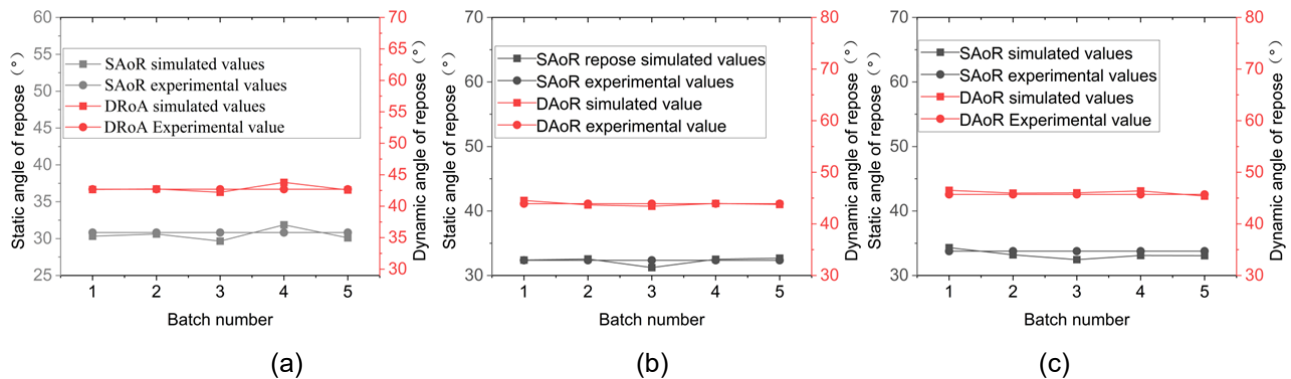 60
55
50
45
40
35
30
25
Static angle of repose（°）
SAoR simulated values
SAoR experimental values
DRoA simulated values
DRoA Experimental value
70
65
60
55
50
45
40
35
30
Dynamic angle of repose（°）
1 2 3 4 5
Batch number
(a)
70
60
50
40
30
Static angle of repose（°）
SAoR repose simulated values
SAoR experimental values
DAoR simulated value
DAoR experimental value
80
70
60
50
40
30
Dynamic angle of repose（°）
1 2 3 4 5
Batch number
(b)
70
60
50
40
30
Static angle of repose（°）
SAoR simulated values
SAoR experimental values
DAoR simulated values
DAoR Experimental value
80
70
60
50
40
30
Dynamic angle of repose（°）
1 2 3 4 5
Batch number
(c)